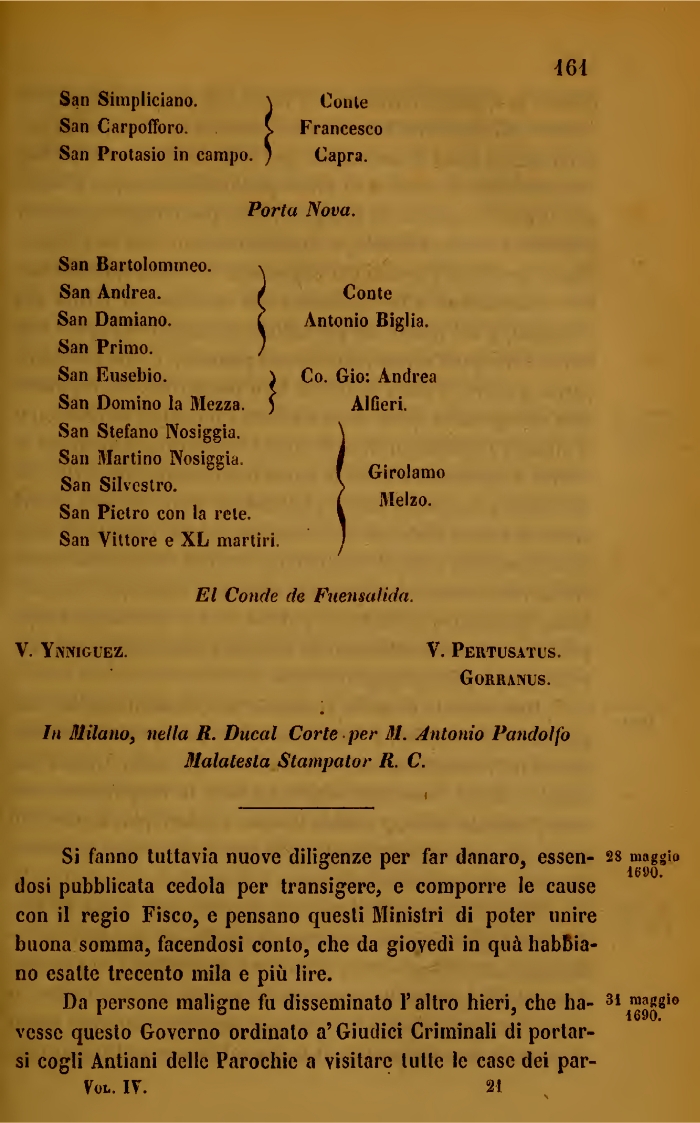 161
San Simpliciano.
San Carpofforo.
San Protasio in campo.
Conte
Francesco
Capra.
Porta Nova.
San Bartolommeo.
San Andrea.
San Damiano.
San Primo.
Conte
Antonio Biglia.
San Eusebio.
San Domino la Mezza.
Co. Gio: Andrea
Alfieri.
San Stefano Nosiggia.
San Martino Nosiggia.
San Silvestro.
San Pietro con la rete.
San Vittore e XL martiri.
Girolamo
Melzo.
El Conde de Fuensalida.
V. YNNIGUEZ.
V. PERTUSATUS.
GORRANUS.
In Milano, nella R. Ducal Corte per M. Antonio Pandolfo
Malatesta Stampator R. C.
Si fanno tuttavia nuove diligenze per far danaro, essen-
28 maggio
1690.
dosi pubblicata cedola per transigere, e comporre le cause
con il regio Fisco, e pensano questi Ministri di poter unire
buona somma, facendosi conto, che da giovedì in quà habbia-
no esatte trecento mila e più lire.
Da persone maligne fu disseminato l'altro hieri, che ha-
31 maggio
1690.
vesse questo Governo ordinato a' Giudici Criminali di portar-
si cogli Antiani delle Parochie a visitare tutte le case dei par-
VOL. IV.
21